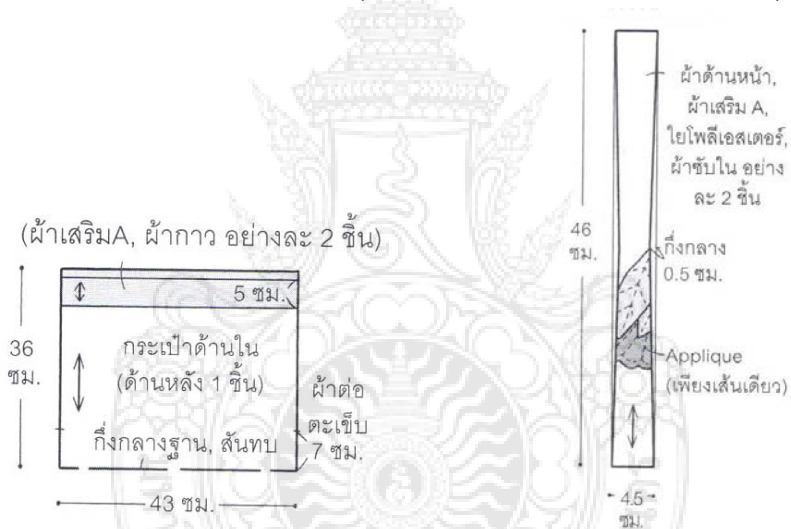 (ผ้าเสริมA, ผ้ากาว อย่างละ 2 ชิ้น)
5 ซม.
36
ซม.
กระเป๋าด้านใน
(ด้านหลัง 1 ชิ้น)
ผ้าต่อ
ตะเข็บ
7 ซม.
กึ่งกลางฐาน, สันทบ
43 ซม.
ผ้าด้านหน้า,
ผ้าเสริม A,
ใยโพลีเอสเตอร์,
ผ้าซับใน อย่าง
ละ 2 ชิ้น
46
ซม.
กึ่งกลาง
0.5 ซม.
Applique
(เพียงเส้นเดียว)
4.5
ซม.